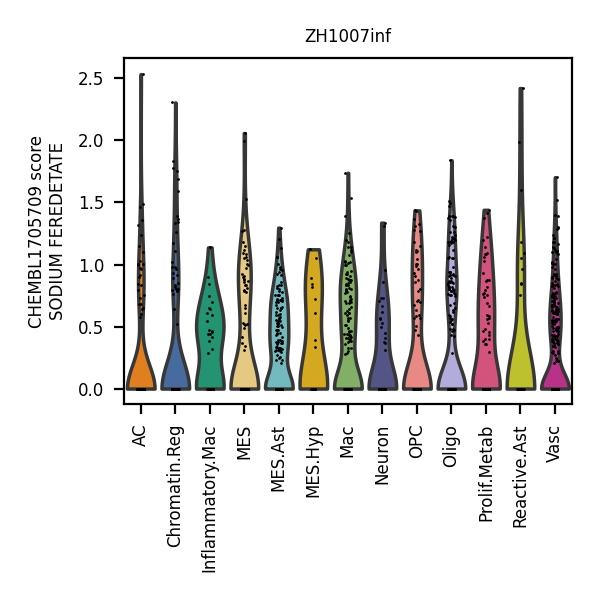 ZH1007inf
CHEMBL1705709 score
SODIUM FEREDETATE
2.5
2.0
1.5
1.0
0.5
0.0
AC
Chromatin.Reg
Inflammatory.Mac
MES
MES.Ast
MES.Hyp
Mac
Neuron
OPC
Oligo
Prolif.Metab
Reactive.Ast
Vasc